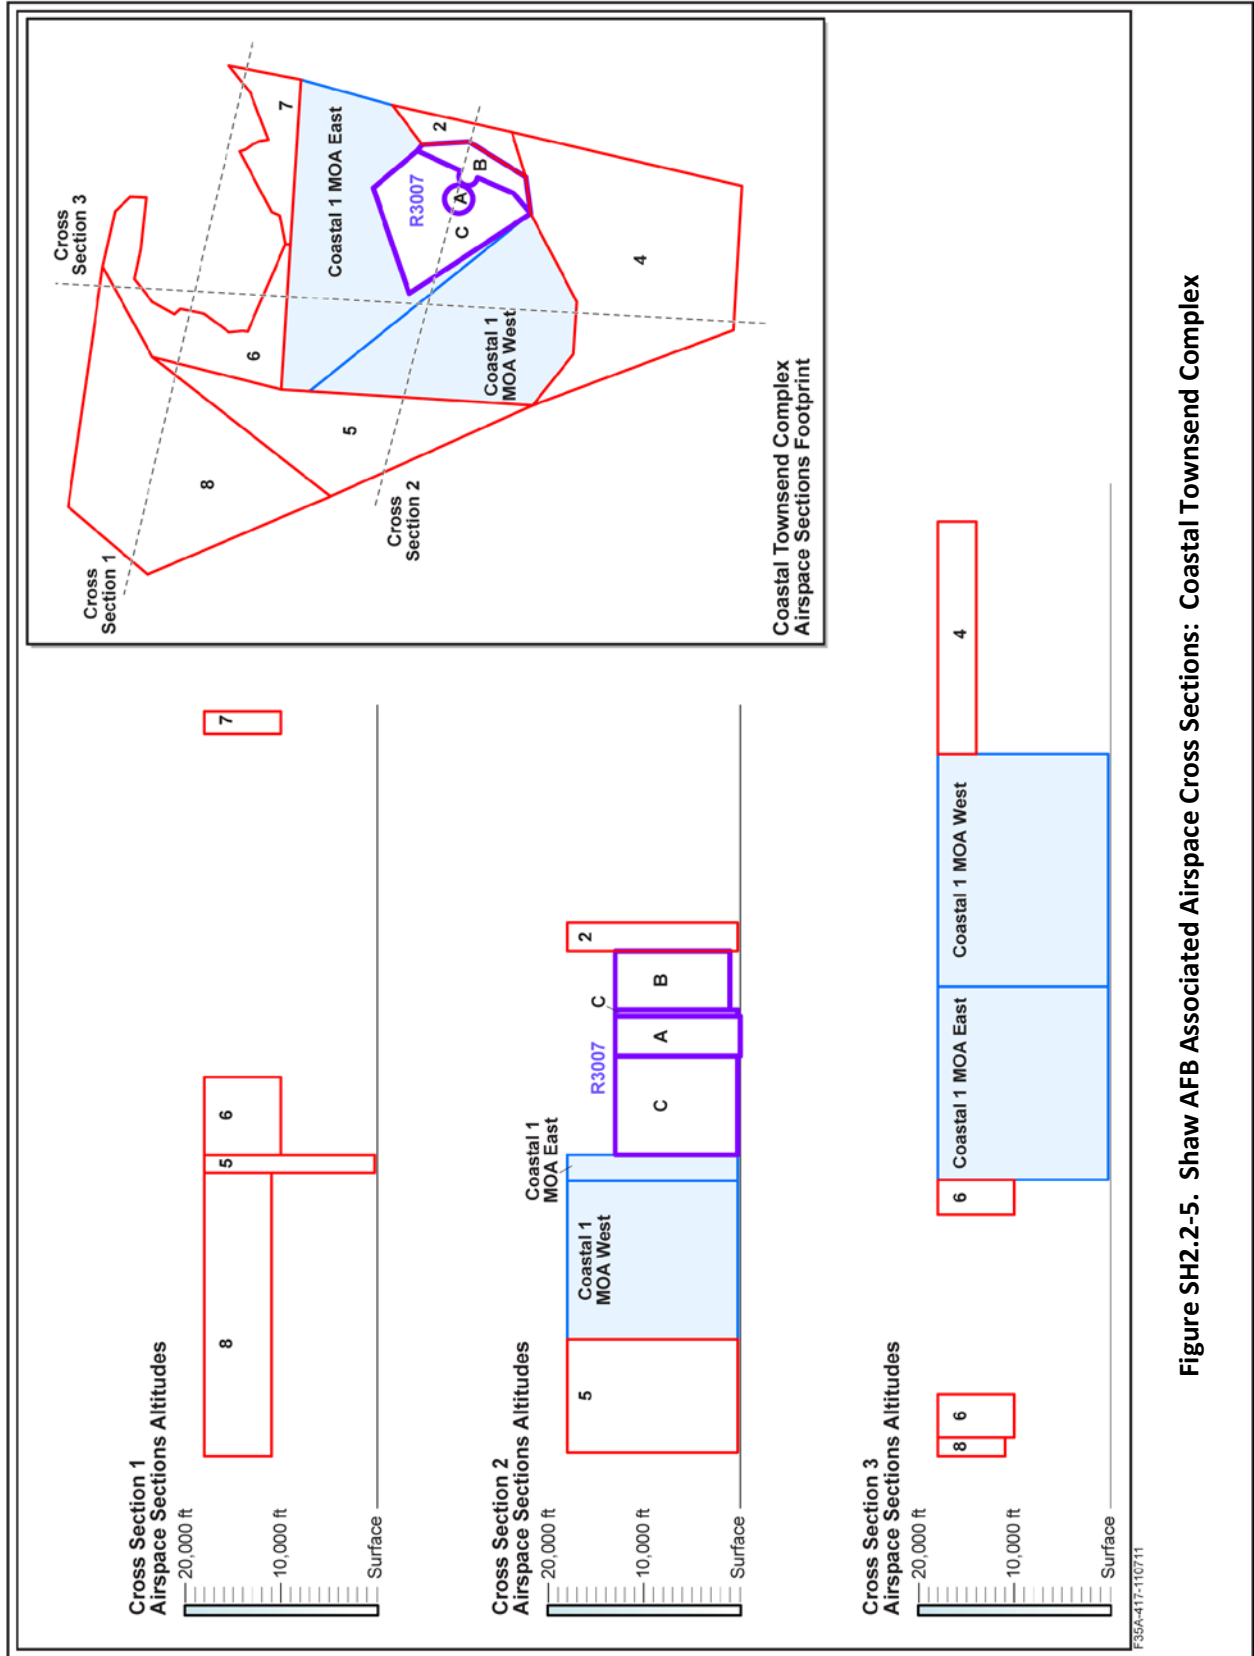 Cross Section 1
Airspace Sections Altitudes
20,000 ft
10,000 ft
Surface
8
5
6
7
Cross Section 2
Airspace Sections Altitudes
20,000 ft
10,000 ft
Surface
5
Coastal 1
MOA West
Coastal 1
MOA East
R3007
C
A
C
B
2
Cross Section 3
Airspace Sections Altitudes
20,000 ft
10,000 ft
Surface
8
6
6
Coastal 1 MOA East
Coastal 1 MOA West
4
Cross
Section 1
Cross
Section 2
Cross
Section 3
8
5
6
7
Coastal 1 MOA East
Coastal 1
MOA West
R3007
C
A
B
2
4
Coastal Townsend Complex
Airspace Sections Footprint
F35A-417-110711
Figure SH2.2-5. Shaw AFB Associated Airspace Cross Sections: Coastal Townsend Complex